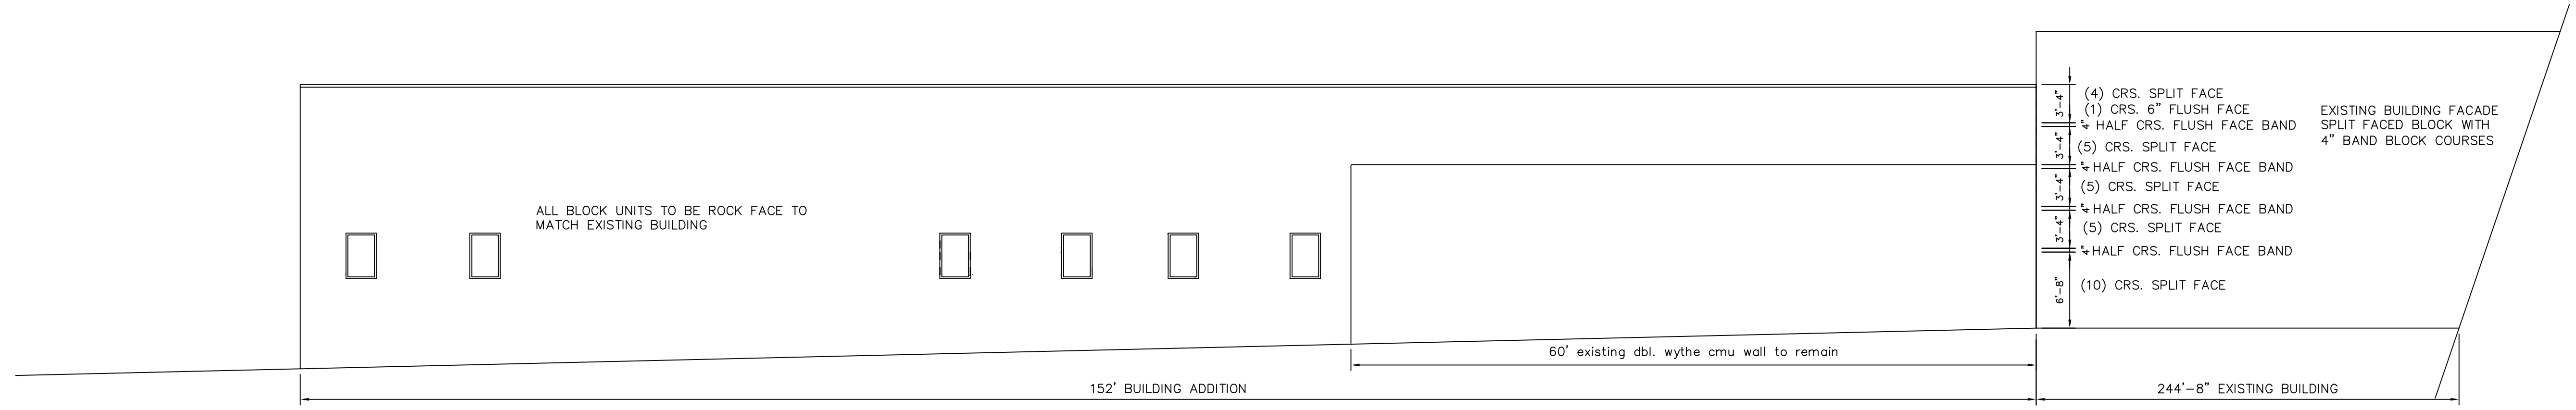 3'-4"
(4) CRS. SPLIT FACE
(1) CRS. 6" FLUSH FACE
4" HALF CRS. FLUSH FACE BAND
3'-4"
(5) CRS. SPLIT FACE
4" HALF CRS. FLUSH FACE BAND
3'-4"
(5) CRS. SPLIT FACE
4" HALF CRS. FLUSH FACE BAND
3'-4"
(5) CRS. SPLIT FACE
4" HALF CRS. FLUSH FACE BAND
6'-8"
(10) CRS. SPLIT FACE
EXISTING BUILDING FACADE
SPLIT FACED BLOCK WITH
4" BAND BLOCK COURSES
ALL BLOCK UNITS TO BE ROCK FACE TO
MATCH EXISTING BUILDING
60' existing dbl. wythe cmu wall to remain
152' BUILDING ADDITION
244'-8" EXISTING BUILDING